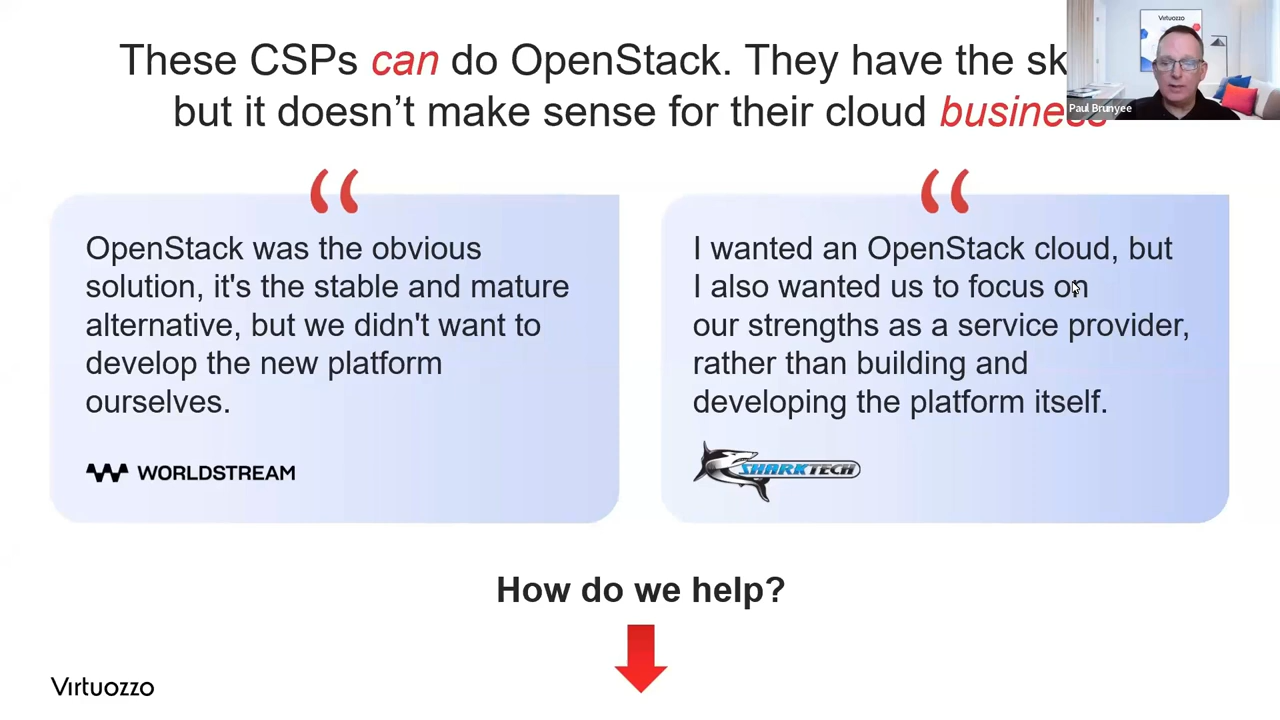 These CSPs can do OpenStack. They have the
but it doesn’t make sense for their cloud business
Virtuozzo
Paul Brunyee
“
OpenStack was the obvious
solution, it's the stable and mature
alternative, but we didn't want to
develop the new platform
ourselves.
WORLDSTREAM
“
I wanted an OpenStack cloud, but
I also wanted us to focus on
our strengths as a service provider,
rather than building and
developing the platform itself.
SHARKTECH
How do we help?
Virtuozzo